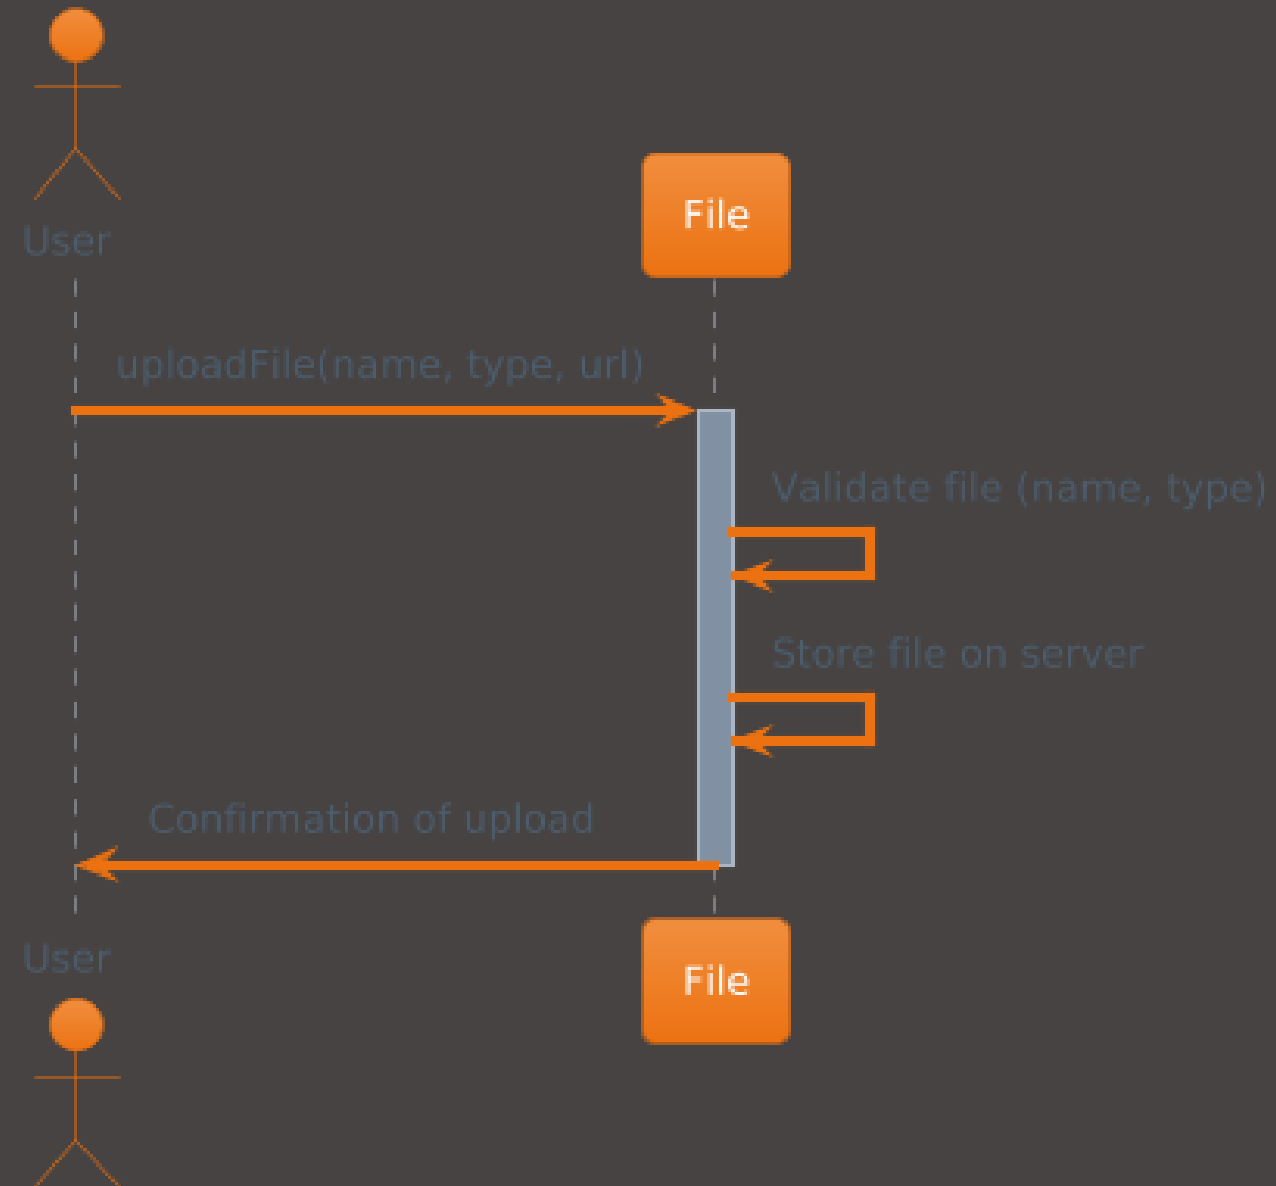 User
File
uploadFile(name, type, url)
Validate file (name, type)
Store file on server
Confirmation of upload
User
File